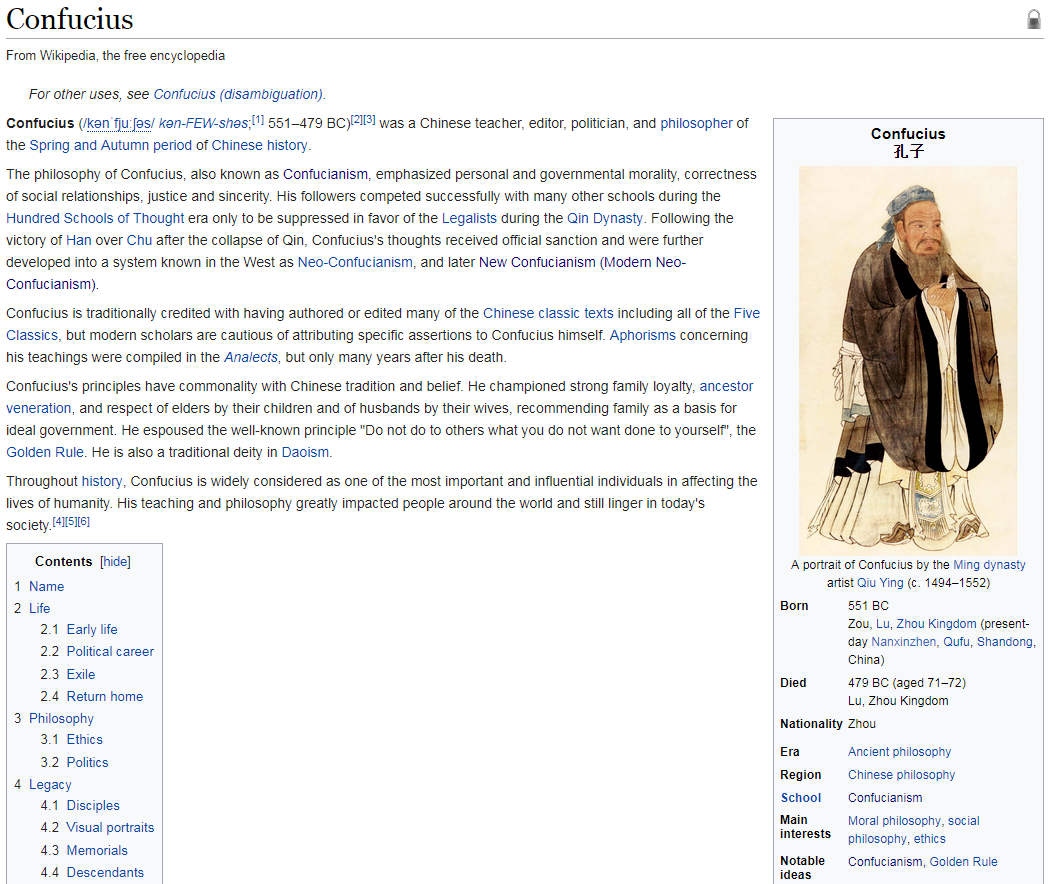 Confucius
From Wikipedia, the free encyclopedia
For other uses, see Confucius (disambiguation).
Confucius (/kənˈfjuːʃəs/ kən-FEW-shəs;[1] 551–479 BC)[2][3] was a Chinese teacher, editor, politician, and philosopher of
the Spring and Autumn period of Chinese history.
The philosophy of Confucius, also known as Confucianism, emphasized personal and governmental morality, correctness
of social relationships, justice and sincerity. His followers competed successfully with many other schools during the
Hundred Schools of Thought era only to be suppressed in favor of the Legalists during the Qin Dynasty. Following the
victory of Han over Chu after the collapse of Qin, Confucius's thoughts received official sanction and were further
developed into a system known in the West as Neo-Confucianism, and later New Confucianism (Modern Neo-
Confucianism).
Confucius is traditionally credited with having authored or edited many of the Chinese classic texts including all of the Five
Classics, but modern scholars are cautious of attributing specific assertions to Confucius himself. Aphorisms concerning
his teachings were compiled in the Analects, but only many years after his death.
Confucius's principles have commonality with Chinese tradition and belief. He championed strong family loyalty, ancestor
veneration, and respect of elders by their children and of husbands by their wives, recommending family as a basis for
ideal government. He espoused the well-known principle "Do not do to others what you do not want done to yourself", the
Golden Rule. He is also a traditional deity in Daoism.
Throughout history, Confucius is widely considered as one of the most important and influential individuals in affecting the
lives of humanity. His teaching and philosophy greatly impacted people around the world and still linger in today's
society.[4][5][6]
Contents [hide]
1 Name
2 Life
2.1 Early life
2.2 Political career
2.3 Exile
2.4 Return home
3 Philosophy
3.1 Ethics
3.2 Politics
4 Legacy
4.1 Disciples
4.2 Visual portraits
4.3 Memorials
4.4 Descendants
Confucius
孔子
A portrait of Confucius by the Ming dynasty
artist Qiu Ying (c. 1494–1552)
Born 551 BC
Zou, Lu, Zhou Kingdom (present-
day Nanxinzhen, Qufu, Shandong,
China)
Died 479 BC (aged 71–72)
Lu, Zhou Kingdom
Nationality Zhou
Era Ancient philosophy
Region Chinese philosophy
School Confucianism
Main interests Moral philosophy, social
philosophy, ethics
Notable ideas Confucianism, Golden Rule